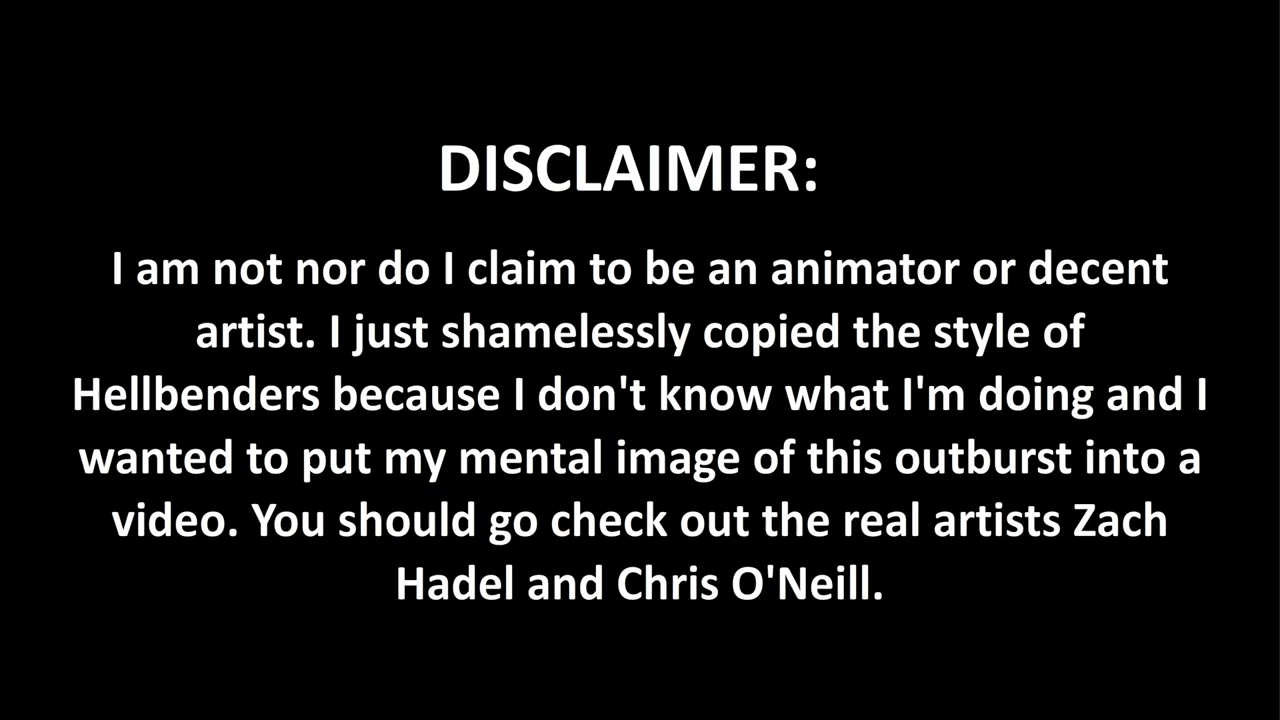 DISCLAIMER:
I am not nor do I claim to be an animator or decent
artist. I just shamelessly copied the style of
Hellbenders because I don't know what I'm doing and I
wanted to put my mental image of this outburst into a
video. You should go check out the real artists Zach
Hadel and Chris O'Neill.